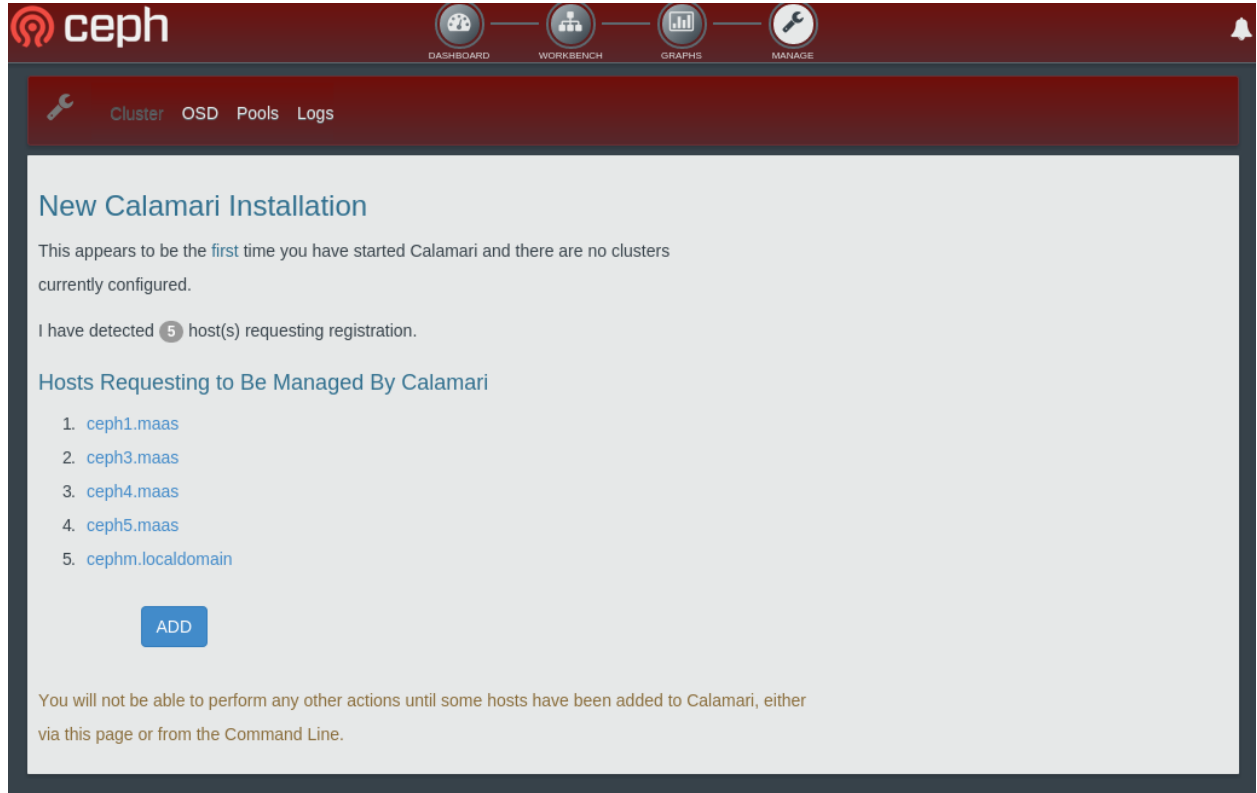 ceph
DASHBOARD
WORKBENCH
GRAPHS
MANAGE
Cluster OSD Pools Logs
New Calamari Installation
This appears to be the first time you have started Calamari and there are no clusters
currently configured.
I have detected 5 host(s) requesting registration.
Hosts Requesting to Be Managed By Calamari
1. ceph1.maas
2. ceph3.maas
3. ceph4.maas
4. ceph5.maas
5. cephm.localdomain
ADD
You will not be able to perform any other actions until some hosts have been added to Calamari, either
via this page or from the Command Line.